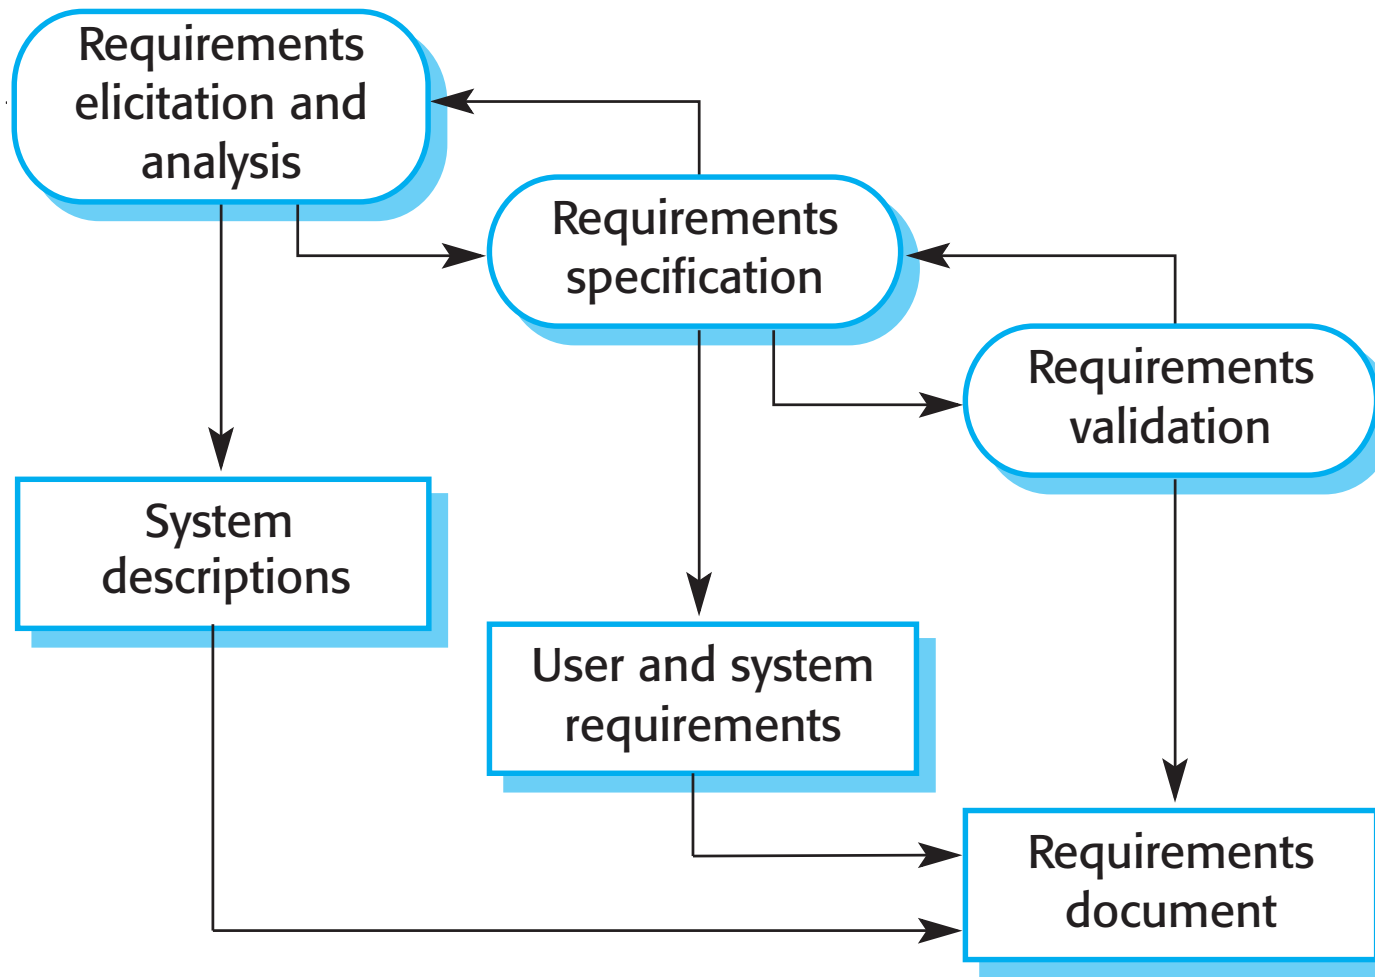 Requirements
elicitation and
analysis
Requirements
specification
Requirements
validation
System
descriptions
User and system
requirements
Requirements
document